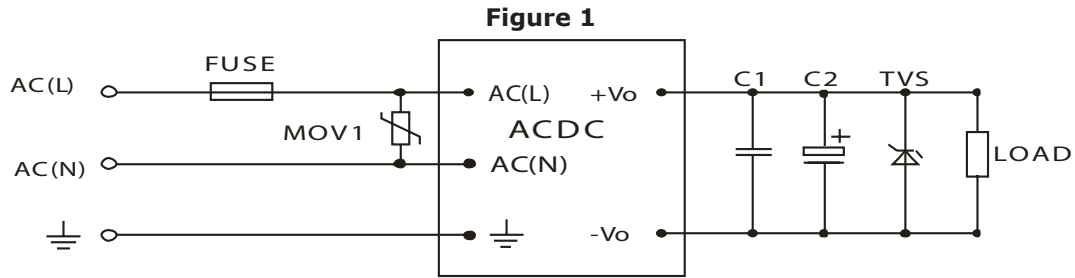 Figure 1
AC(L)
FUSE
MOV1
AC(N)
AC(L)
+Vo
ACDC
AC(N)
-Vo
C1
C2
TVS
+
LOAD